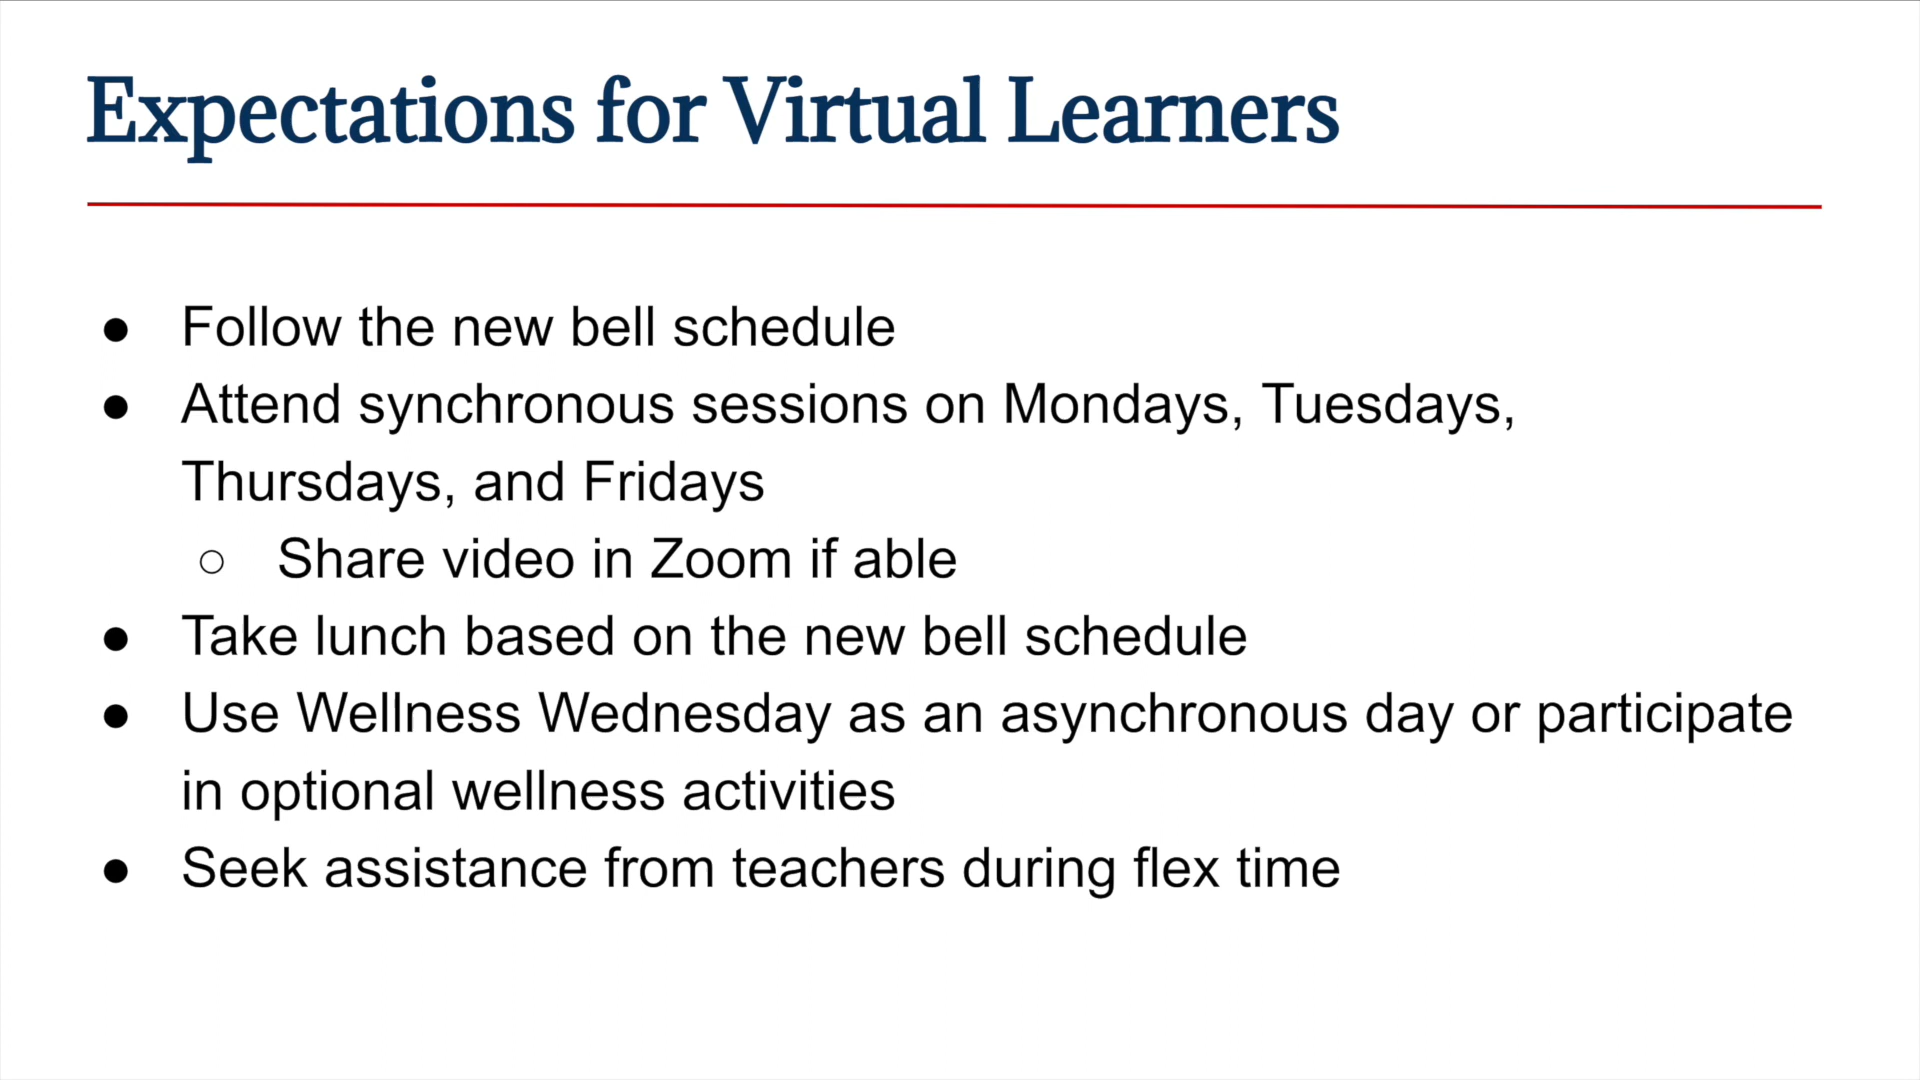 Expectations for Virtual Learners
● Follow the new bell schedule
● Attend synchronous sessions on Mondays, Tuesdays,
Thursdays, and Fridays
○ Share video in Zoom if able
● Take lunch based on the new bell schedule
● Use Wellness Wednesday as an asynchronous day or participate
in optional wellness activities
● Seek assistance from teachers during flex time